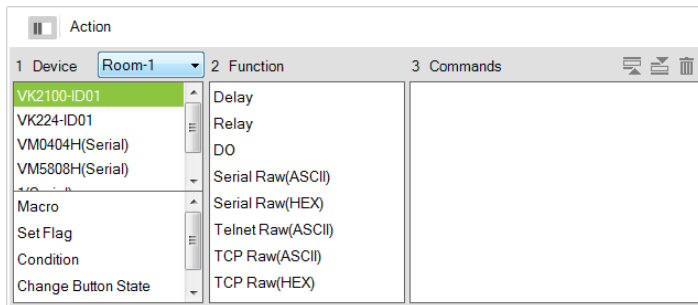 Action
1 Device Room-1 2 Function 3 Commands
VK2100-ID01
VK224-ID01
VM0404H(Serial)
VM5808H(Serial)
Macro
Set Flag
Condition
Change Button State
Delay
Relay
DO
Serial Raw(ASCII)
Serial Raw(HEX)
Telnet Raw(ASCII)
TCP Raw(ASCII)
TCP Raw(HEX)